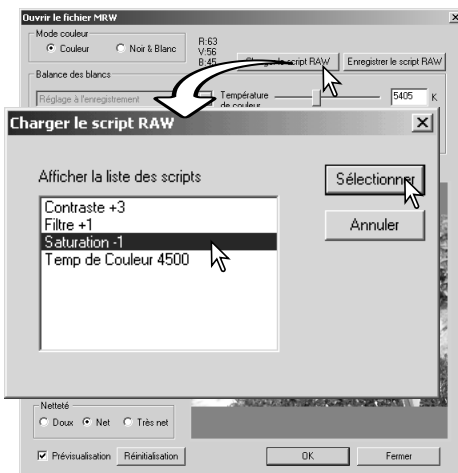 Ouvrir le fichier MRW
Mode couleur
Couleur Noir & Blanc
R:63
V:56
B:45
Charger le script RAW Enregistrer le script RAW
Balance des blancs
Réglage à l'enregistrement
Température de couleur
5405 K
Charger le script RAW
Afficher la liste des scripts
Sélectionner
Contraste +3
Filtre +1
Annuler
Saturation -1
Temp de Couleur 4500
Netteté
Doux Net Très net
Prévisualisation Réinitialisation OK Fermer